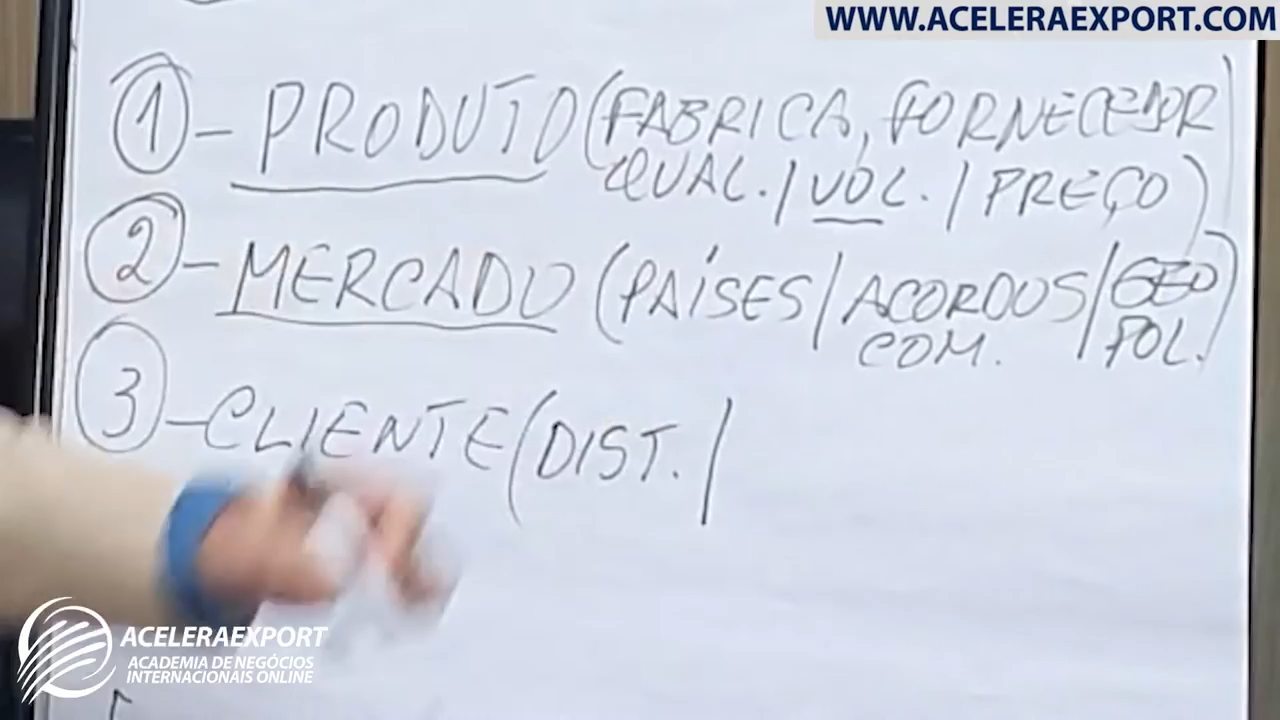 WWW.ACELERAEXPORT.COM
1 - PRODUTO (FABRICA, FORNECEDOR
QUAL. / VOL. / PREÇO)
2 - MERCADO (PAÍSES / ACORDOS / GEO
COM. POL.)
3 - CLIENTE (DIST. /
ACELERAEXPORT
ACADEMIA DE NEGÓCIOS
INTERNACIONAIS ONLINE